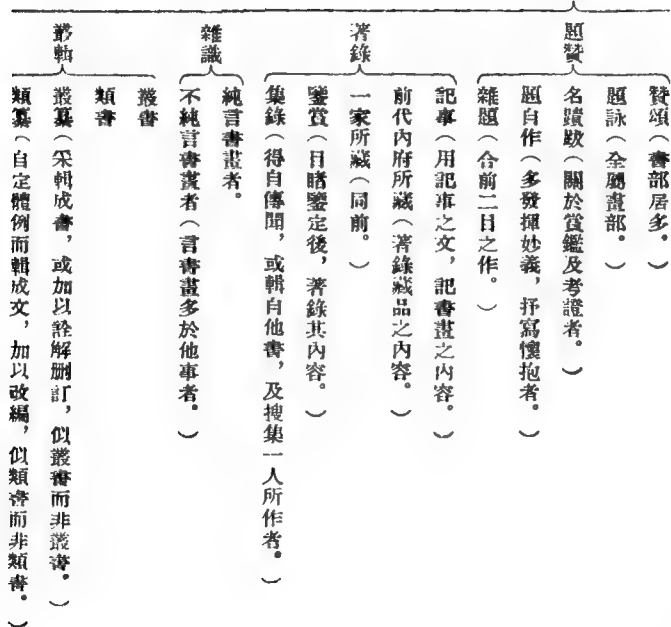 題贊
贊頌（書部居多。）
題詠（全屬畫部。）
名蹟跋（關於賞鑑及考證者。）
題自作（多發揮妙義，抒寫懷抱者。）
雜題（合前二目之作。）
著錄
記事（用記事之文，記書畫之內容。）
前代內府所藏（著錄藏品之內容。）
一家所藏（同前。）
鑒賞（目睹鑒定後，著錄其內容。）
集錄（得自傳聞，或輯自他書，及搜集一人所作者。）
雜識
純言書畫者。
不純言書畫者（言書畫多於他事者。）
叢輯
叢書
類書
叢纂（采輯成書，或加以詮解刪訂，似叢書而非叢書。）
類纂（自定體例而輯成文，加以改編，似類書而非類書。）